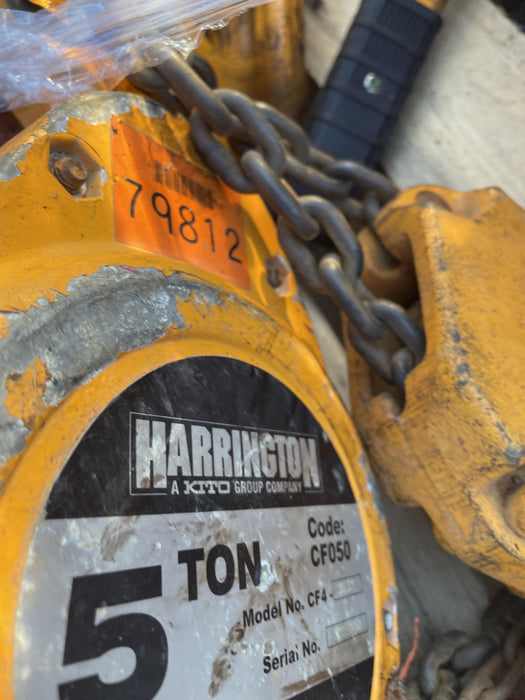 79812
HARRINGTON
A KITO GROUP COMPANY
5 TON
Code:
CF050
Model No. CF4-
Serial No.